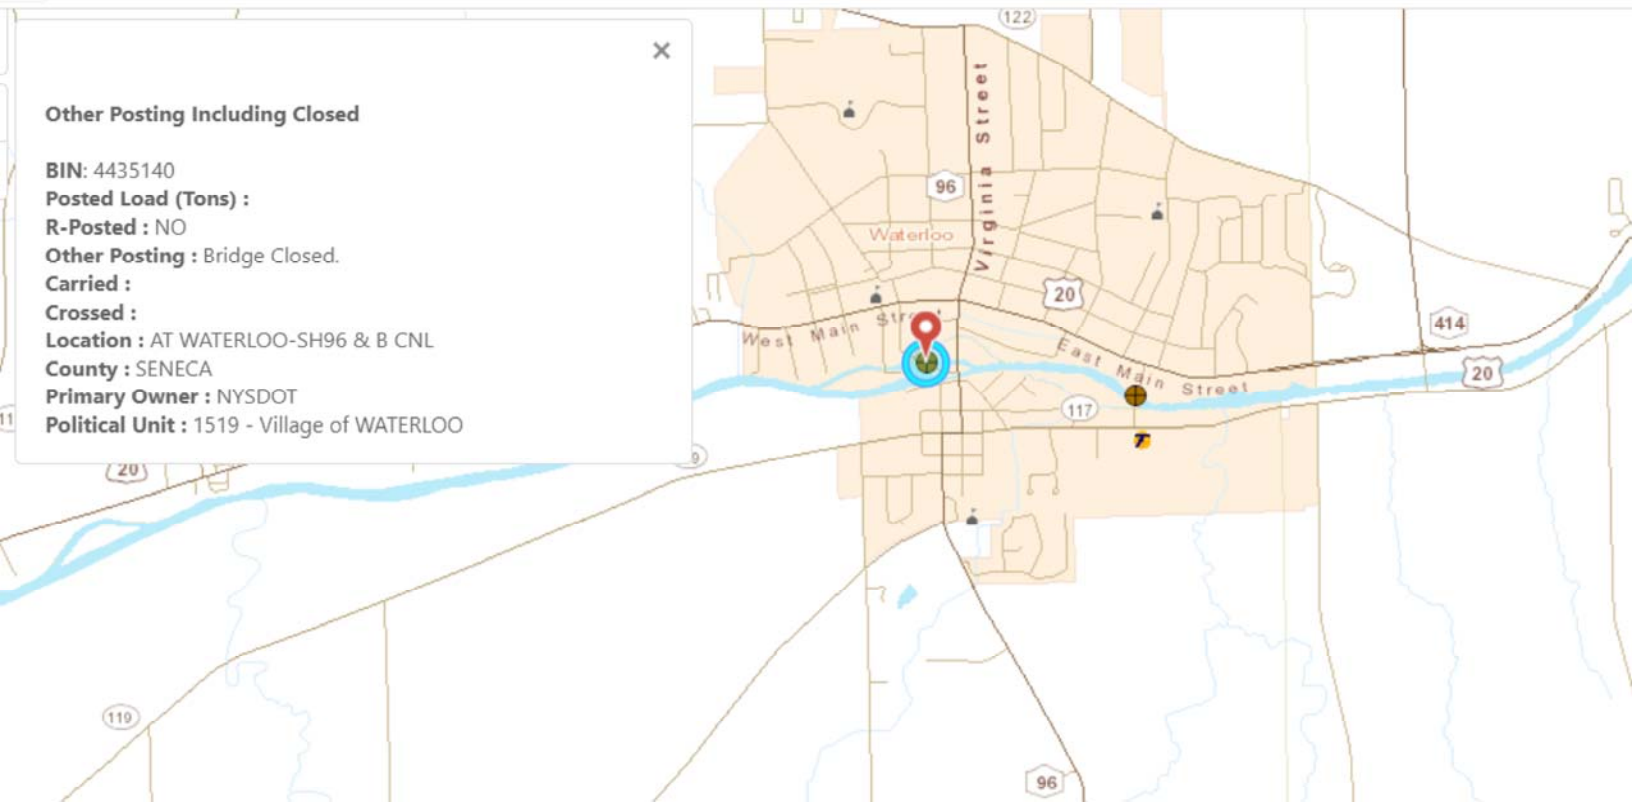 ×
Other Posting Including Closed
BIN: 4435140
Posted Load (Tons) :
R-Posted : NO
Other Posting : Bridge Closed.
Carried :
Crossed :
Location : AT WATERLOO-SH96 & B CNL
County : SENECA
Primary Owner : NYSDOT
Political Unit : 1519 - Village of WATERLOO
122
Virginia Street
96
Waterloo
20
414
West Main Street
East Main Street
20
117
20
119
96